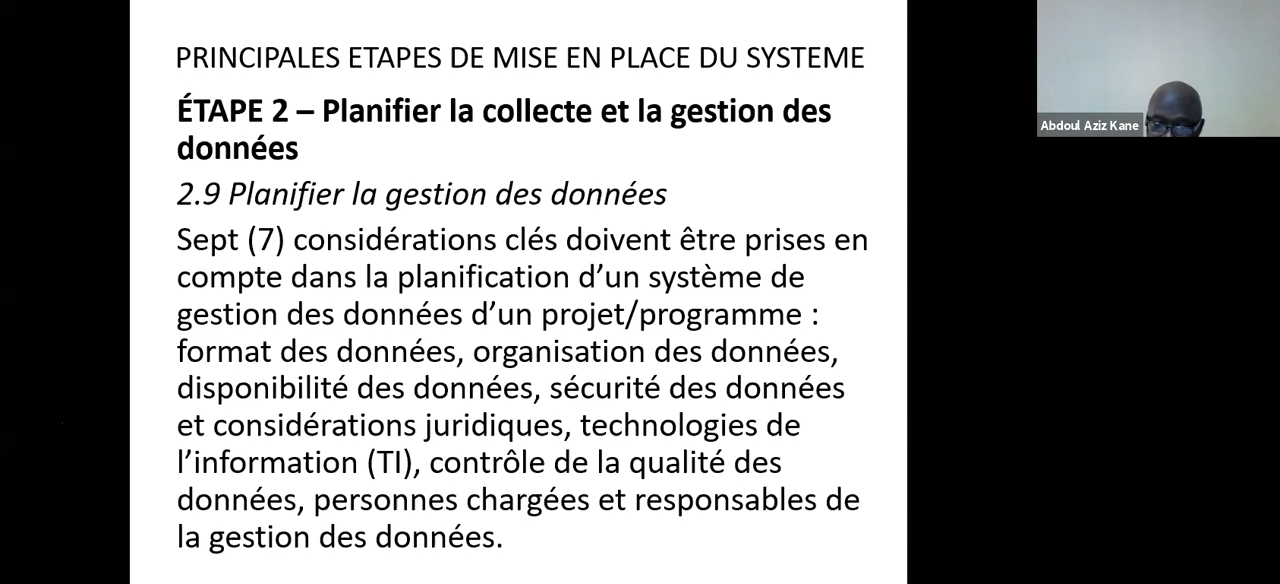 PRINCIPALES ETAPES DE MISE EN PLACE DU SYSTEME
ÉTAPE 2 – Planifier la collecte et la gestion des
données
2.9 Planifier la gestion des données
Sept (7) considérations clés doivent être prises en
compte dans la planification d’un système de
gestion des données d’un projet/programme :
format des données, organisation des données,
disponibilité des données, sécurité des données
et considérations juridiques, technologies de
l’information (TI), contrôle de la qualité des
données, personnes chargées et responsables de
la gestion des données.
Abdoul Aziz Kane